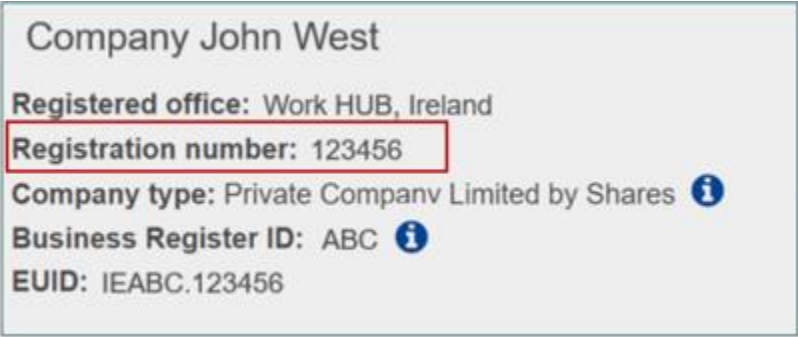 Company John West
Registered office: Work HUB, Ireland
Registration number: 123456
Company type: Private Company Limited by Shares
Business Register ID: ABC
EUID: IEABC.123456